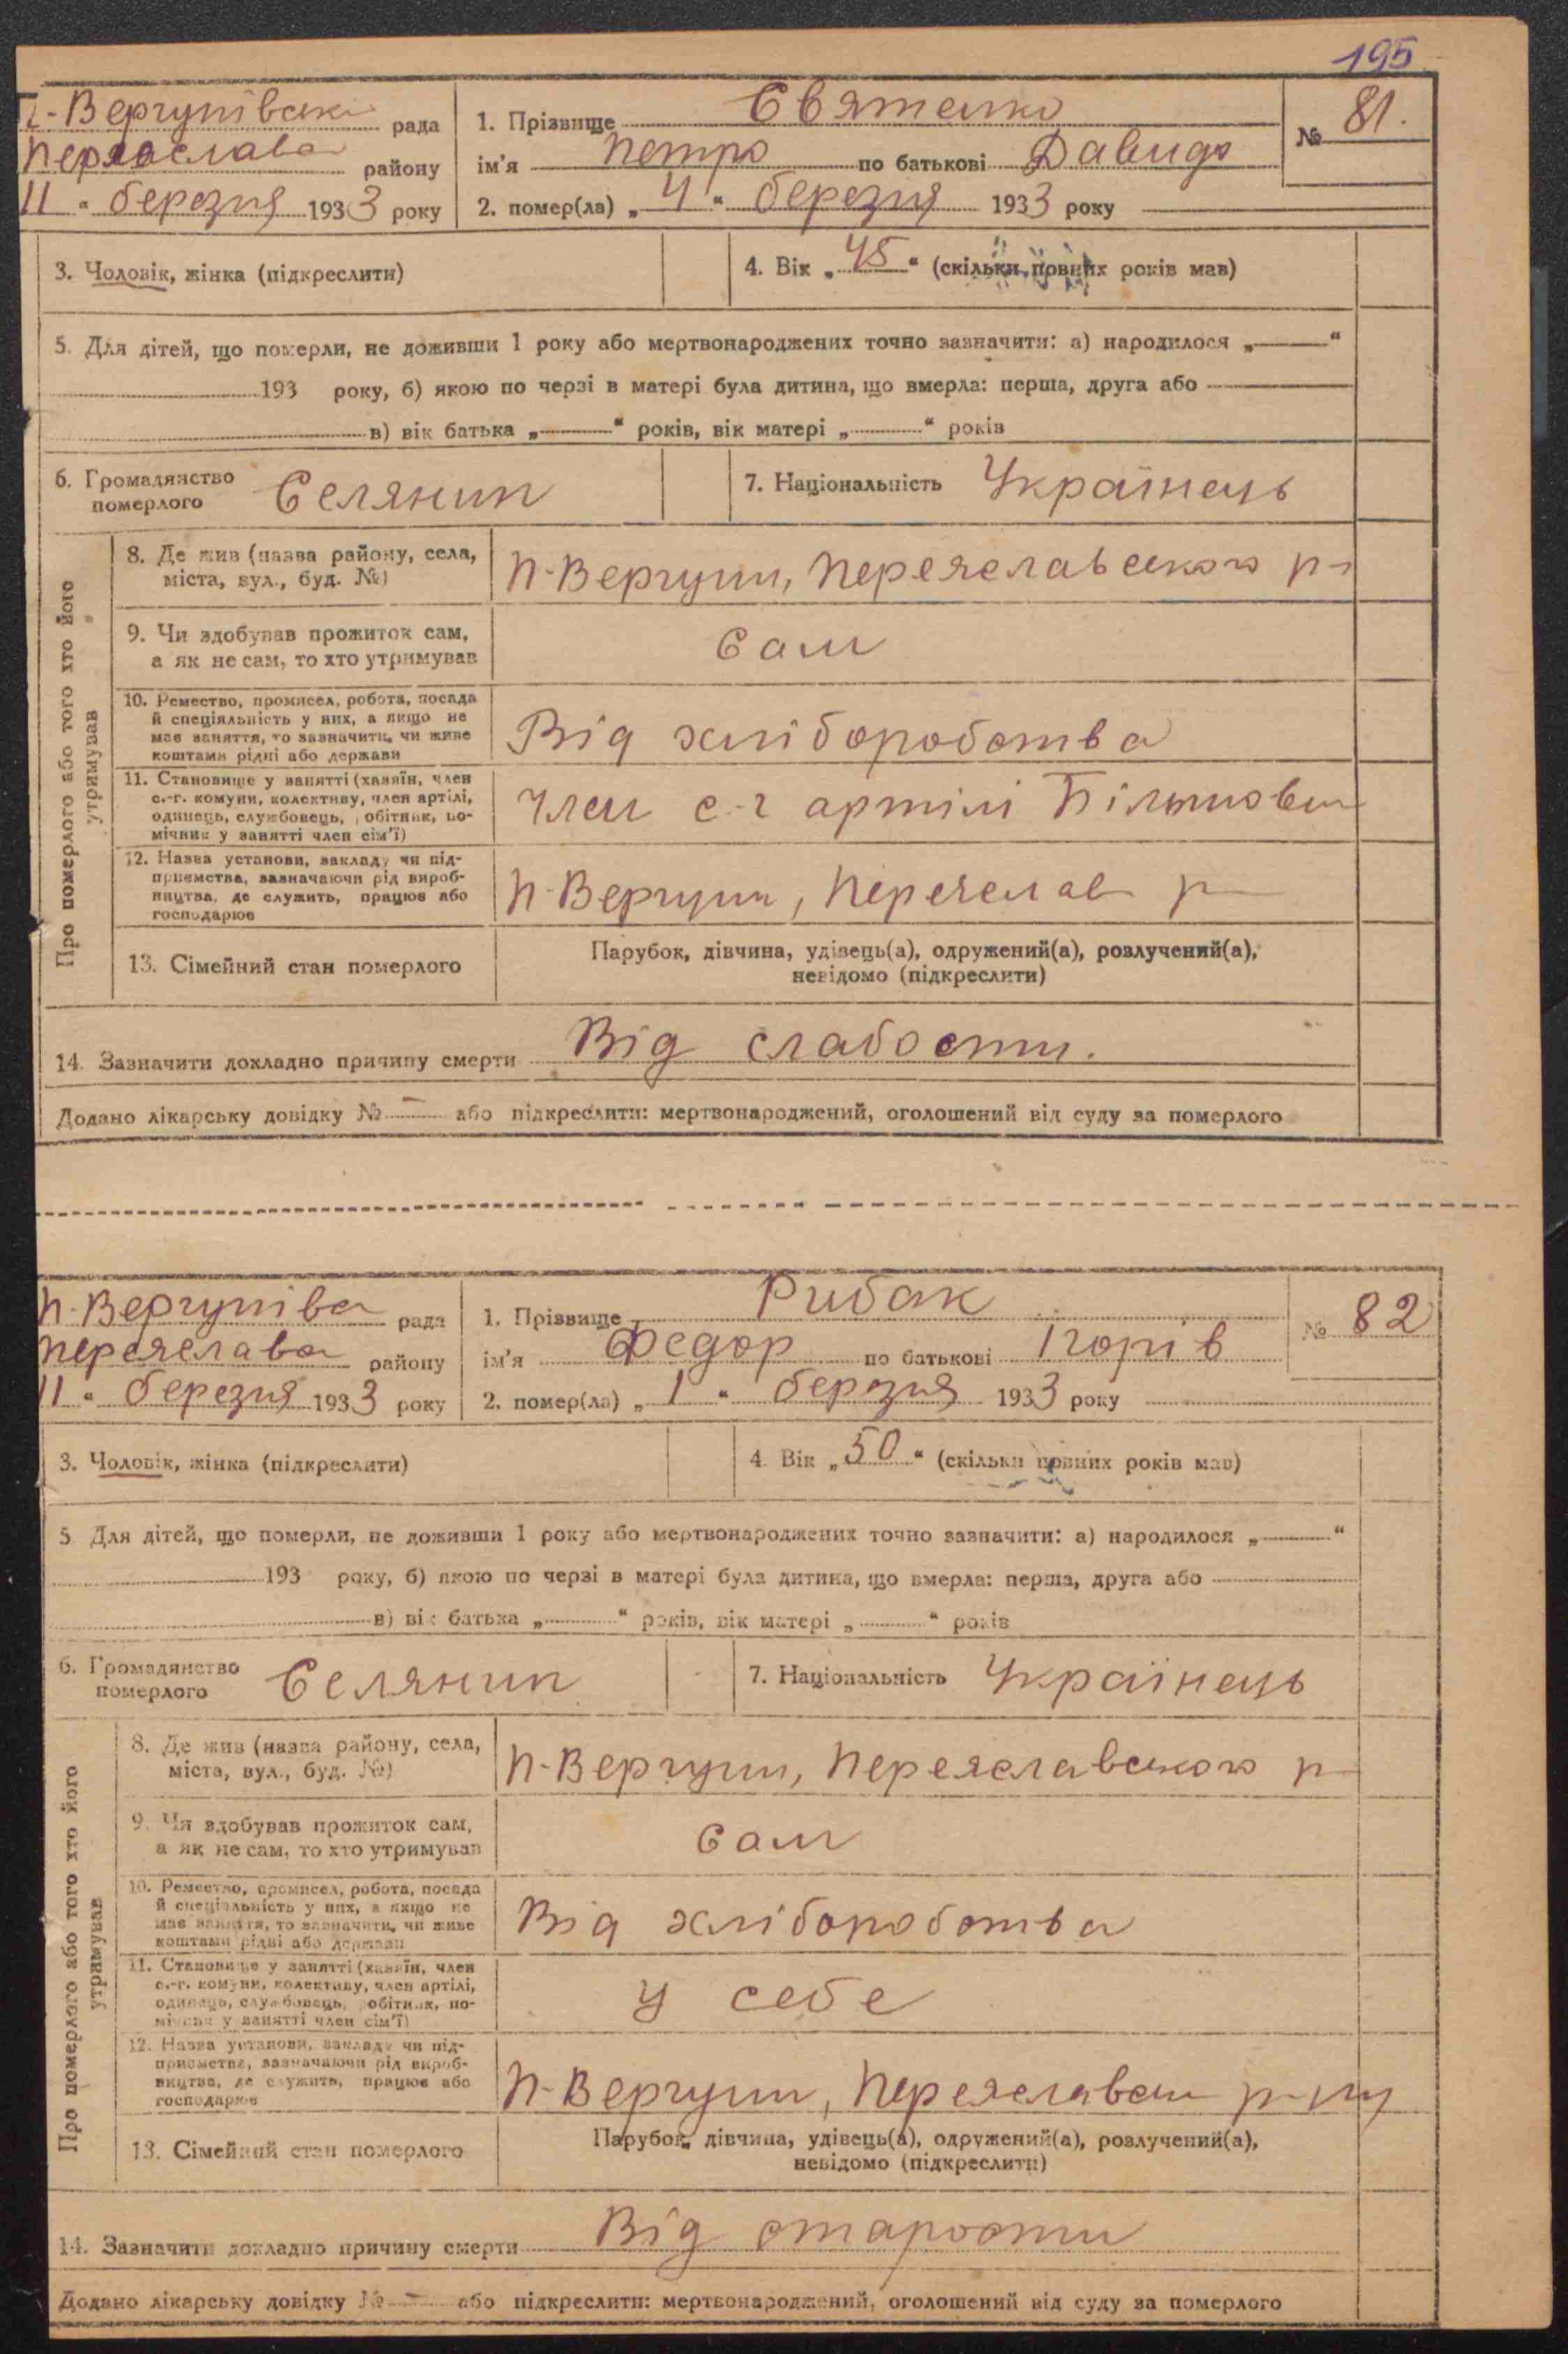 195
П-Вергунівська рада
Переяслава району
11 " березня 1933 року
1. Прізвище Святенко
ім'я Петро по батькові Давидо
2. помер(ла) „ 4 " березня 1933 року
№ 81.
3. Чоловік, жінка (підкреслити)
4. Вік „ 45 " (скільки повних років мав)
5. Для дітей, що померли, не доживши 1 року або мертвонароджених точно зазначити: а) народилося „ "
193 року, б) якою по черзі в матері була дитина, що вмерла: перша, друга або
в) вік батька „ " років, вік матері „ " років
6. Громадянство
померлого Селянин
7. Національність Українець
Про померлого або того хто його
утримував
8. Де жив (назва району, села,
міста, вул., буд. №)
П-Вергуни, Переяславського р-
9. Чи здобував прожиток сам,
а як не сам, то хто утримував
Сам
10. Ремество, промисел, робота, посада
й спеціяльність у них, а якщо не
має заняття, то зазначити, чи живе
коштами рідні або держави
Від хліборобства
11. Становище у занятті (хазяїн, член
с.-г. комуни, колективу, член артілі,
одинець, службовець, робітник, по-
мічник у занятті член сім'ї)
Член с-г артілі
12. Назва установи, закладу чи під-
приємства, зазначаючи рід вироб-
ництва, де служить, працює або
господарює
П-Вергуни, Переяслав р-
13. Сімейний стан померлого
Парубок, дівчина, удівець(а), одружений(а), розлучений(а),
невідомо (підкреслити)
14. Зазначити докладно причину смерти Від слабости.
Додано лікарську довідку № – або підкреслити: мертвонароджений, оголошений від суду за померлого
П-Вергунівсь рада
Переяслава району
11 " березня 1933 року
1. Прізвище Рибак
ім'я Федор по батькові Ігорів
2. помер(ла) „ 1 " березня 1933 року
№ 82
3. Чоловік, жінка (підкреслити)
4. Вік „ 50 " (скільки повних років мав)
5. Для дітей, що померли, не доживши 1 року або мертвонароджених точно зазначити: а) народилося „ "
193 року, б) якою по черзі в матері була дитина, що вмерла: перша, друга або
в) вік батька „ " років, вік матері „ " років
6. Громадянство
померлого Селянин
7. Національність Українець
Про померлого або того хто його
утримував
8. Де жив (назва району, села,
міста, вул., буд. №)
П-Вергуни, Переяславського р-
9. Чи здобував прожиток сам,
а як не сам, то хто утримував
Сам
10. Ремество, промисел, робота, посада
й спеціяльність у них, а якщо не
має заняття, то зазначити, чи живе
коштами рідні або держави
Від хліборобства
11. Становище у занятті (хазяїн, член
с.-г. комуни, колективу, член артілі,
одинець, службовець, робітник, по-
мічник у занятті член сім'ї)
У себе
12. Назва установи, закладу чи під-
приємства, зазначаючи рід вироб-
ництва, де служить, працює або
господарює
П-Вергуни, Переяславськ р-ну
13. Сімейний стан померлого
Парубок, дівчина, удівець(а), одружений(а), розлучений(а),
невідомо (підкреслити)
14. Зазначити докладно причину смерти Від старости
Додано лікарську довідку № – або підкреслити: мертвонароджений, оголошений від суду за померлого